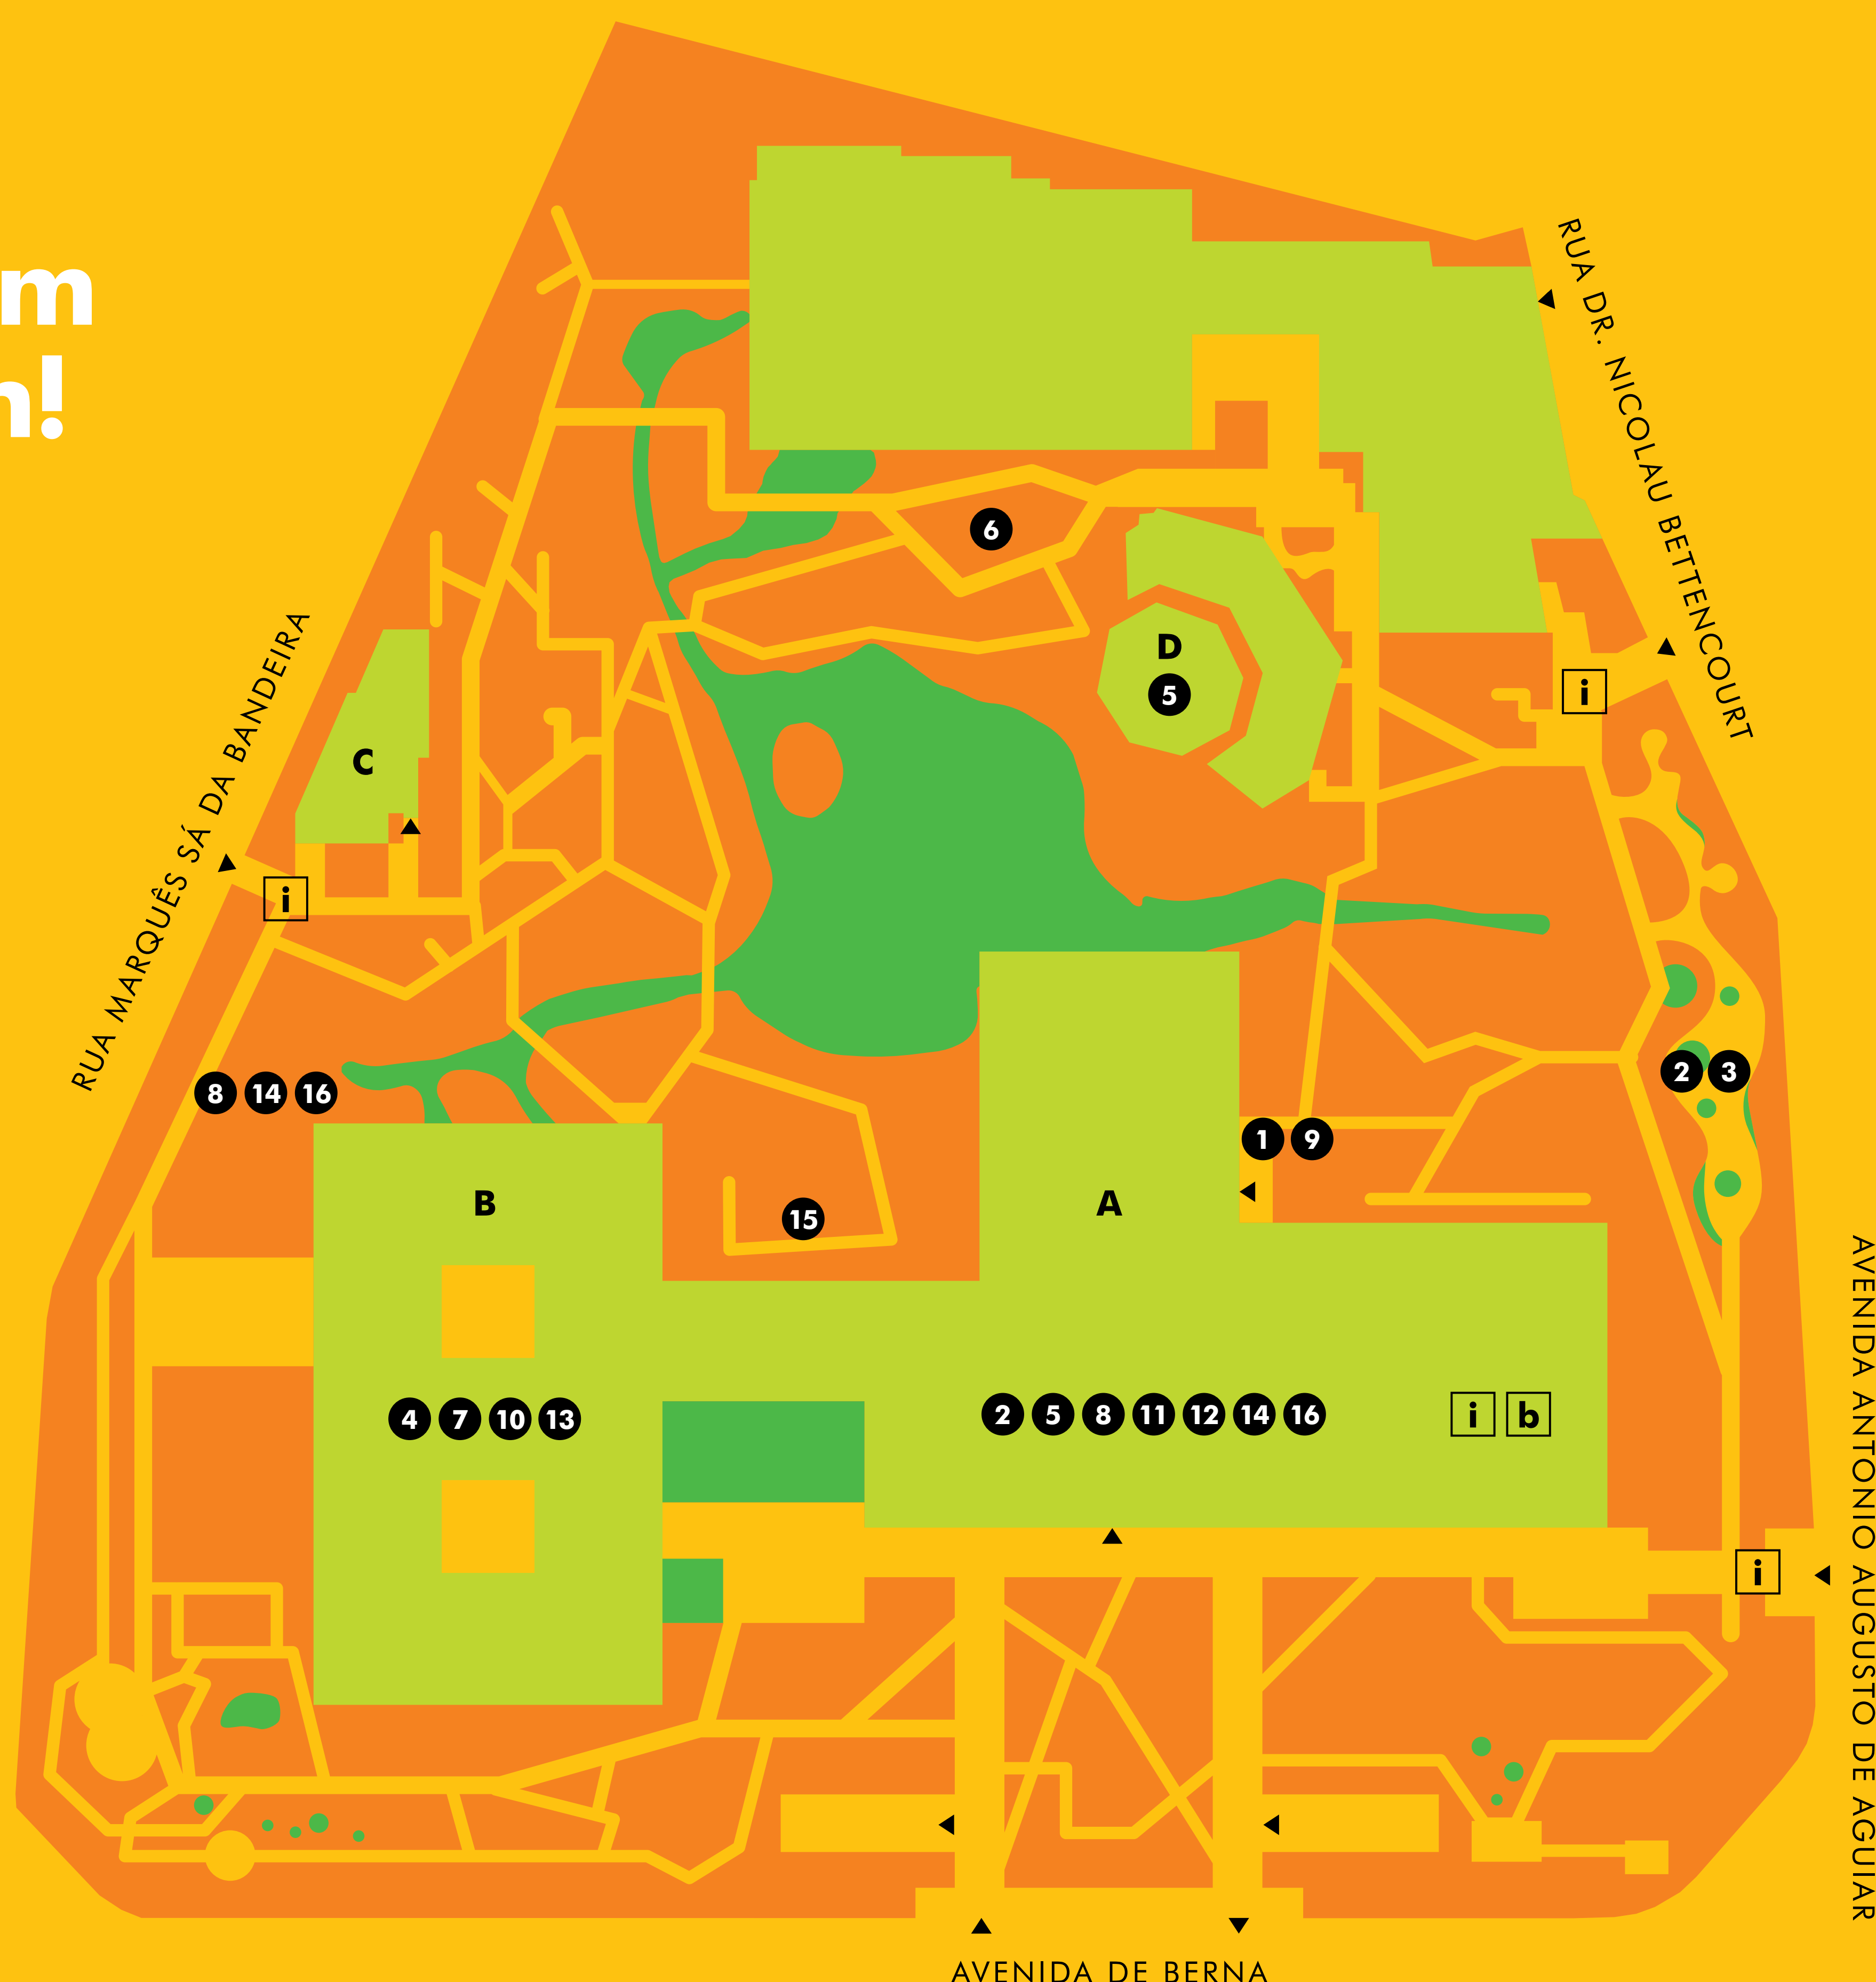 m
n!
RUA DR. NICOLAU BETTENCOURT
6
D
5
i
RUA MARQUÊS SÁ DA BANDEIRA
C
i
8 14 16
2 3
1 9
B
A
15
4 7 10 13
2 5 8 11 12 14 16
i b
i
AVENIDA ANTONIO AUGUSTO DE AGUIAR
AVENIDA DE BERNA